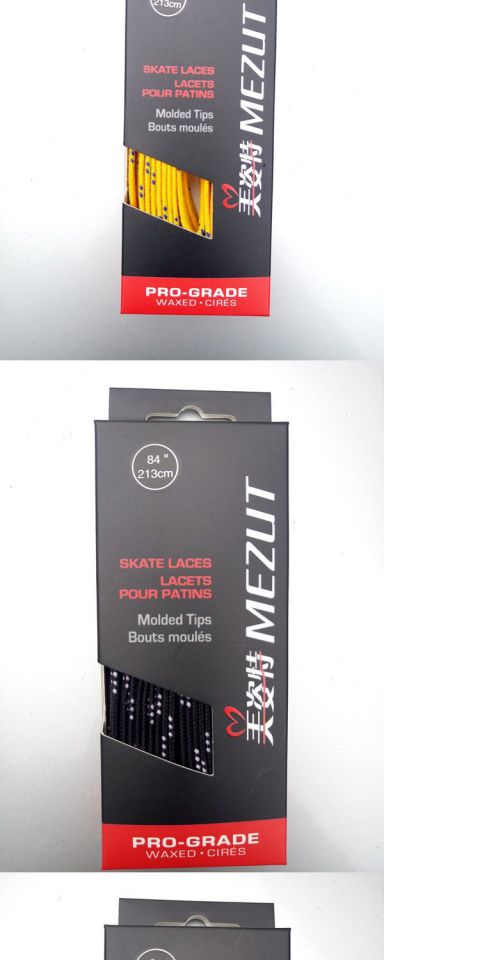 213cm
SKATE LACES
LACETS
POUR PATINS
Molded Tips
Bouts moulés
美姿特 MEZUT
PRO-GRADE
WAXED • CIRÉS
84 "
213cm
SKATE LACES
LACETS
POUR PATINS
Molded Tips
Bouts moulés
美姿特 MEZUT
PRO-GRADE
WAXED • CIRÉS